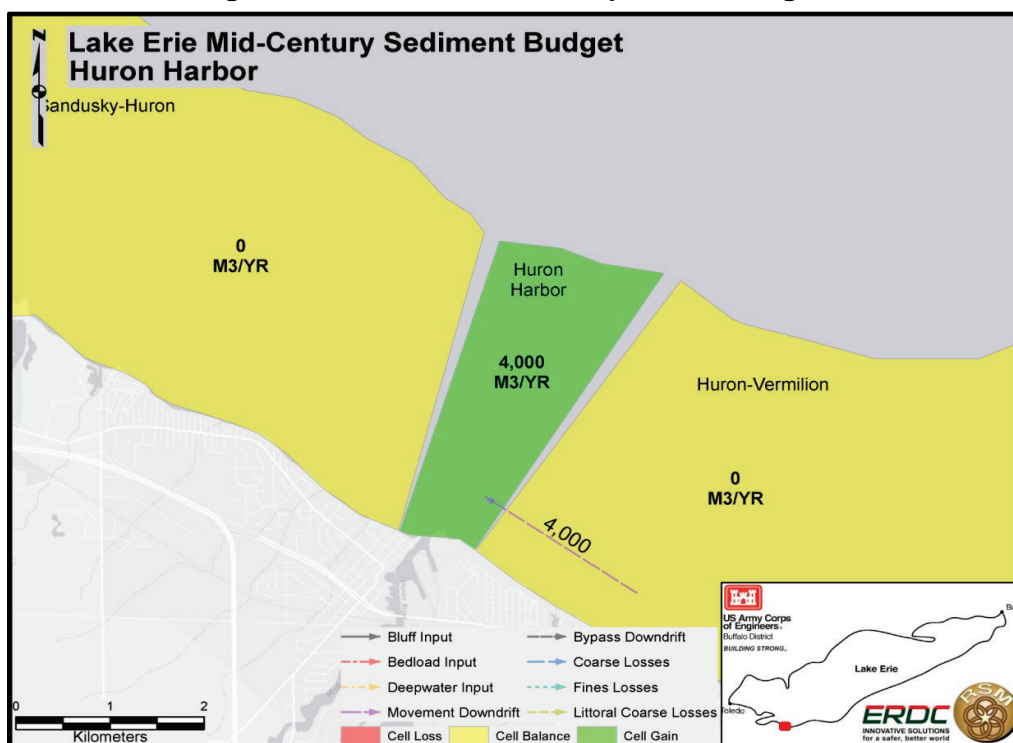 N
Lake Erie Mid-Century Sediment Budget
Huron Harbor
Sandusky-Huron
0
M3/YR
Huron
Harbor
4,000
M3/YR
Huron-Vermilion
0
M3/YR
4,000
Bluff Input
Bypass Downdrift
Bedload Input
Coarse Losses
Deepwater Input
Fines Losses
Movement Downdrift
Littoral Coarse Losses
Cell Loss
Cell Balance
Cell Gain
0 1 2
Kilometers
US Army Corps
of Engineers
Buffalo District
BUILDING STRONG
Lake Erie
Toledo
ERDC
INNOVATIVE SOLUTIONS
for a safer, better world
RSM